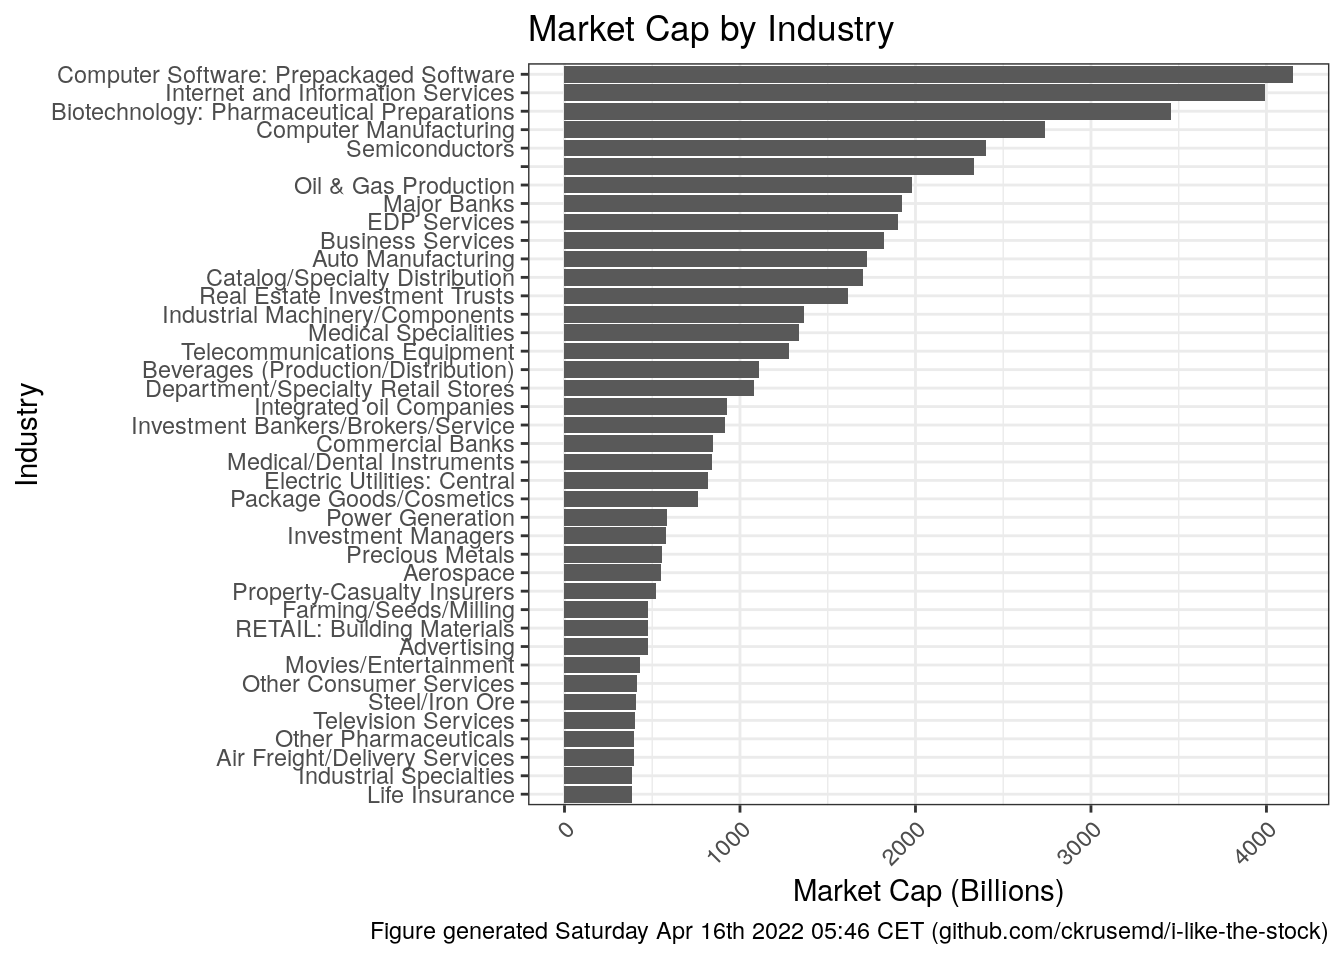 Market Cap by Industry
Computer Software: Prepackaged Software
Internet and Information Services
Biotechnology: Pharmaceutical Preparations
Computer Manufacturing
Semiconductors
Oil & Gas Production
Major Banks
EDP Services
Business Services
Auto Manufacturing
Catalog/Specialty Distribution
Real Estate Investment Trusts
Industrial Machinery/Components
Medical Specialities
Telecommunications Equipment
Beverages (Production/Distribution)
Department/Specialty Retail Stores
Integrated oil Companies
Investment Bankers/Brokers/Service
Commercial Banks
Medical/Dental Instruments
Electric Utilities: Central
Package Goods/Cosmetics
Power Generation
Investment Managers
Precious Metals
Aerospace
Property-Casualty Insurers
Farming/Seeds/Milling
RETAIL: Building Materials
Advertising
Movies/Entertainment
Other Consumer Services
Steel/Iron Ore
Television Services
Other Pharmaceuticals
Air Freight/Delivery Services
Industrial Specialties
Life Insurance
Industry
0 1000 2000 3000 4000
Market Cap (Billions)
Figure generated Saturday Apr 16th 2022 05:46 CET (github.com/ckrusemd/i-like-the-stock)